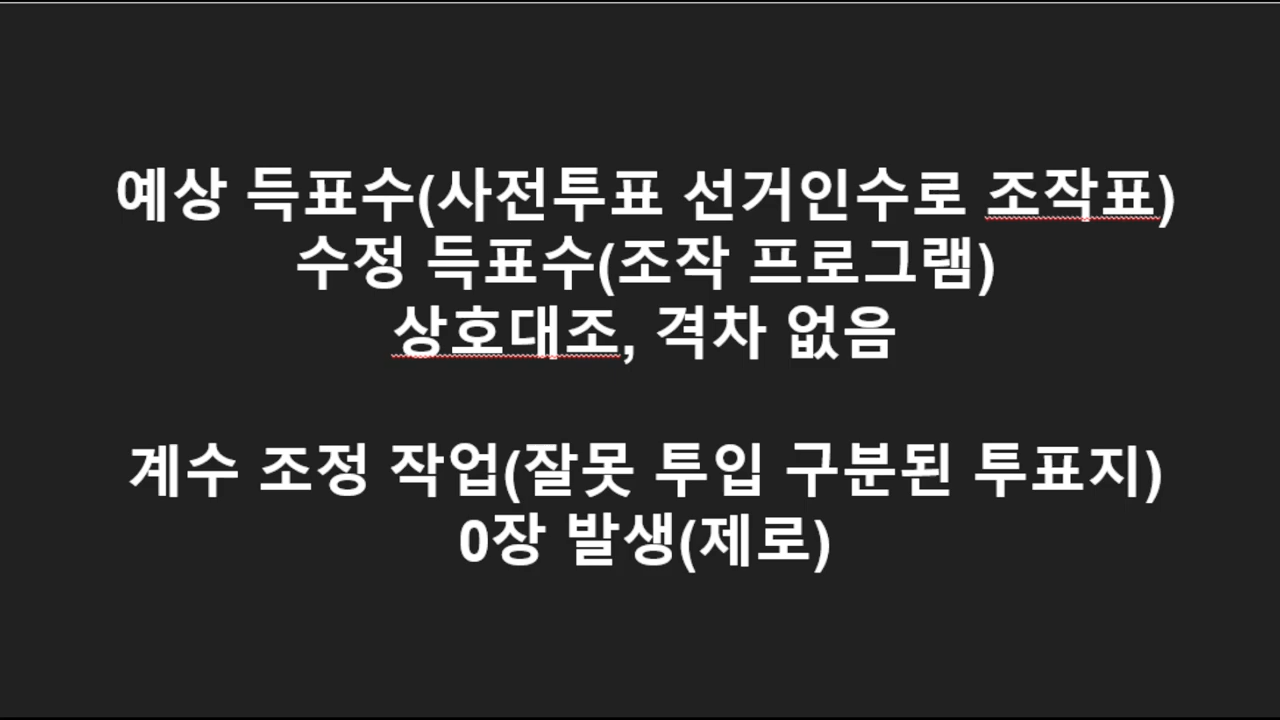 예상 득표수(사전투표 선거인수로 조작표)
수정 득표수(조작 프로그램)
상호대조, 격차 없음
계수 조정 작업(잘못 투입 구분된 투표지)
0장 발생(제로)